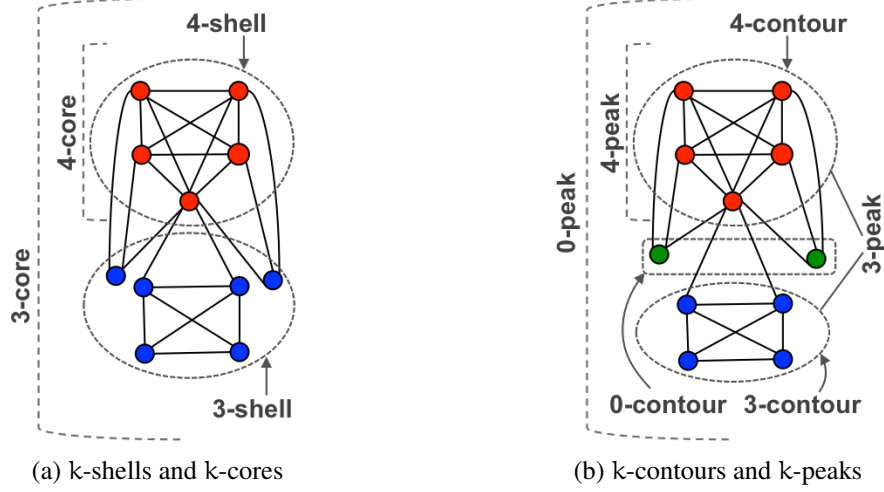 4-shell
4-core
3-core
3-shell
(a) k-shells and k-cores
4-contour
4-peak
0-peak
3-peak
0-contour
3-contour
(b) k-contours and k-peaks